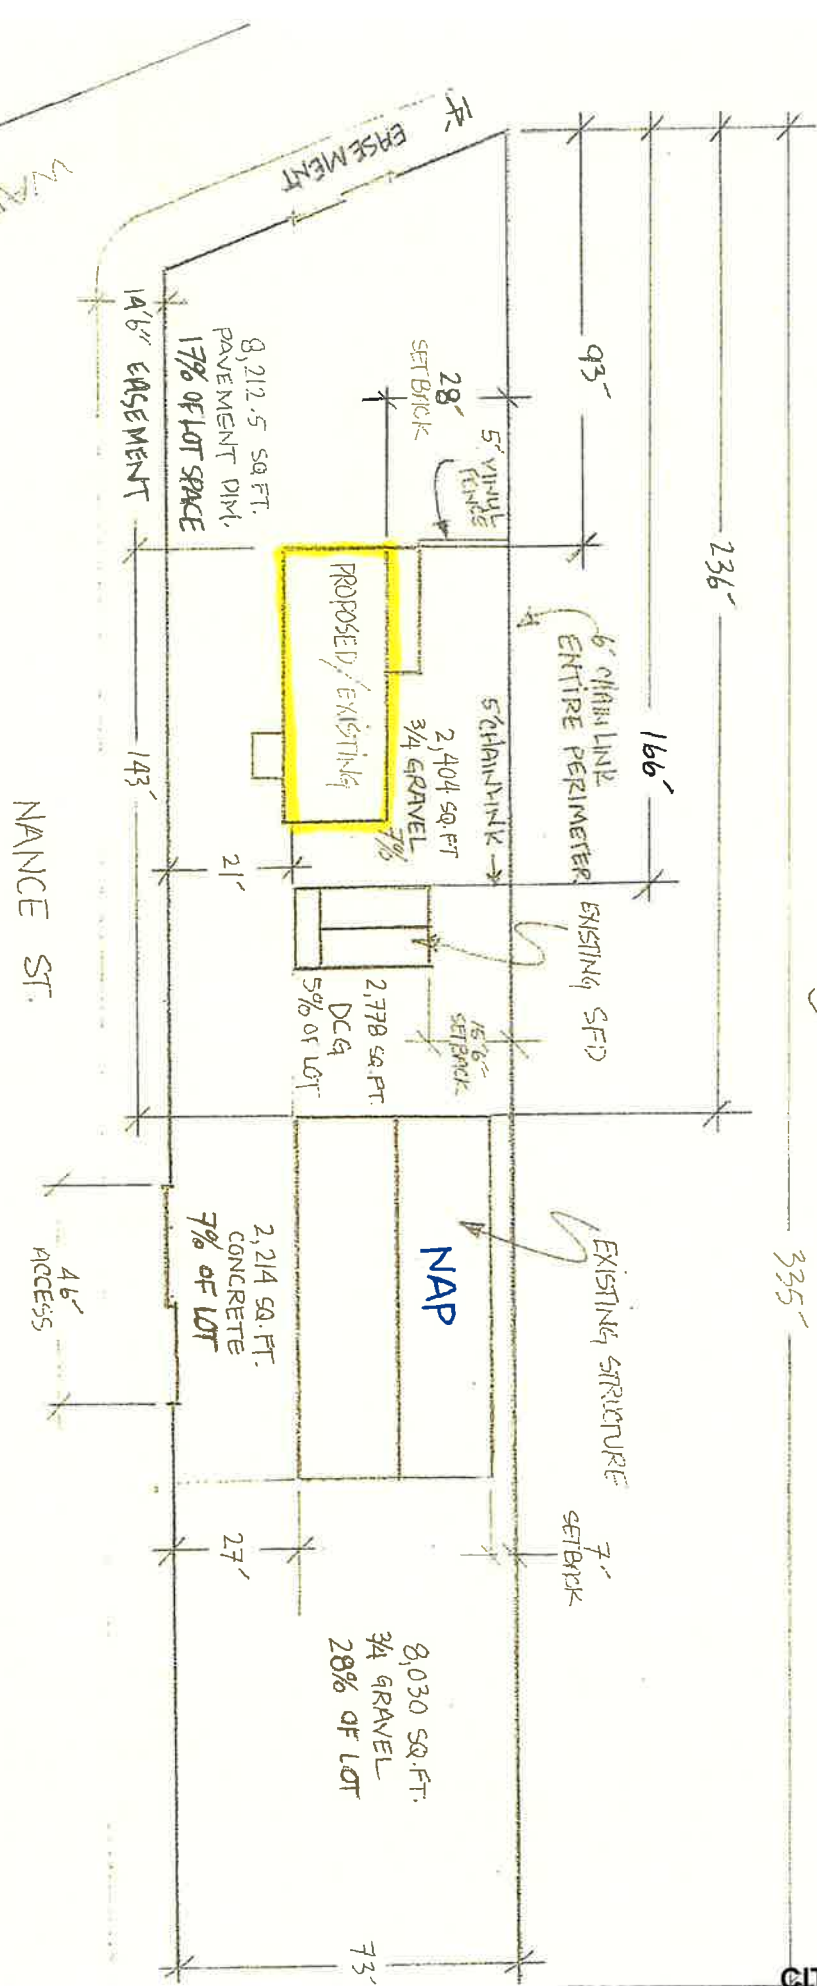 14'
EASEMENT
93'
236'
166'
335'
28'
SETBACK
5' VINYL
FENCE
6' CHAIN LINK
ENTIRE PERIMETER
5' CHAINLINK
8,212.5 SQ FT.
PAVEMENT DIM.
17% OF LOT SPACE
14'6" EASEMENT
PROPOSED/EXISTING
2,404 SQ.FT
3/4 GRAVEL
7%
143'
21'
EXISTING SFD
15'6"
SETBACK
2,778 SQ.FT.
DCG
5% OF LOT
NANCE ST.
EXISTING STRUCTURE
NAP
2,214 SQ.FT.
CONCRETE
7% OF LOT
46'
ACCESS
7'
SETBACK
27'
8,030 SQ.FT.
3/4 GRAVEL
28% OF LOT
73'